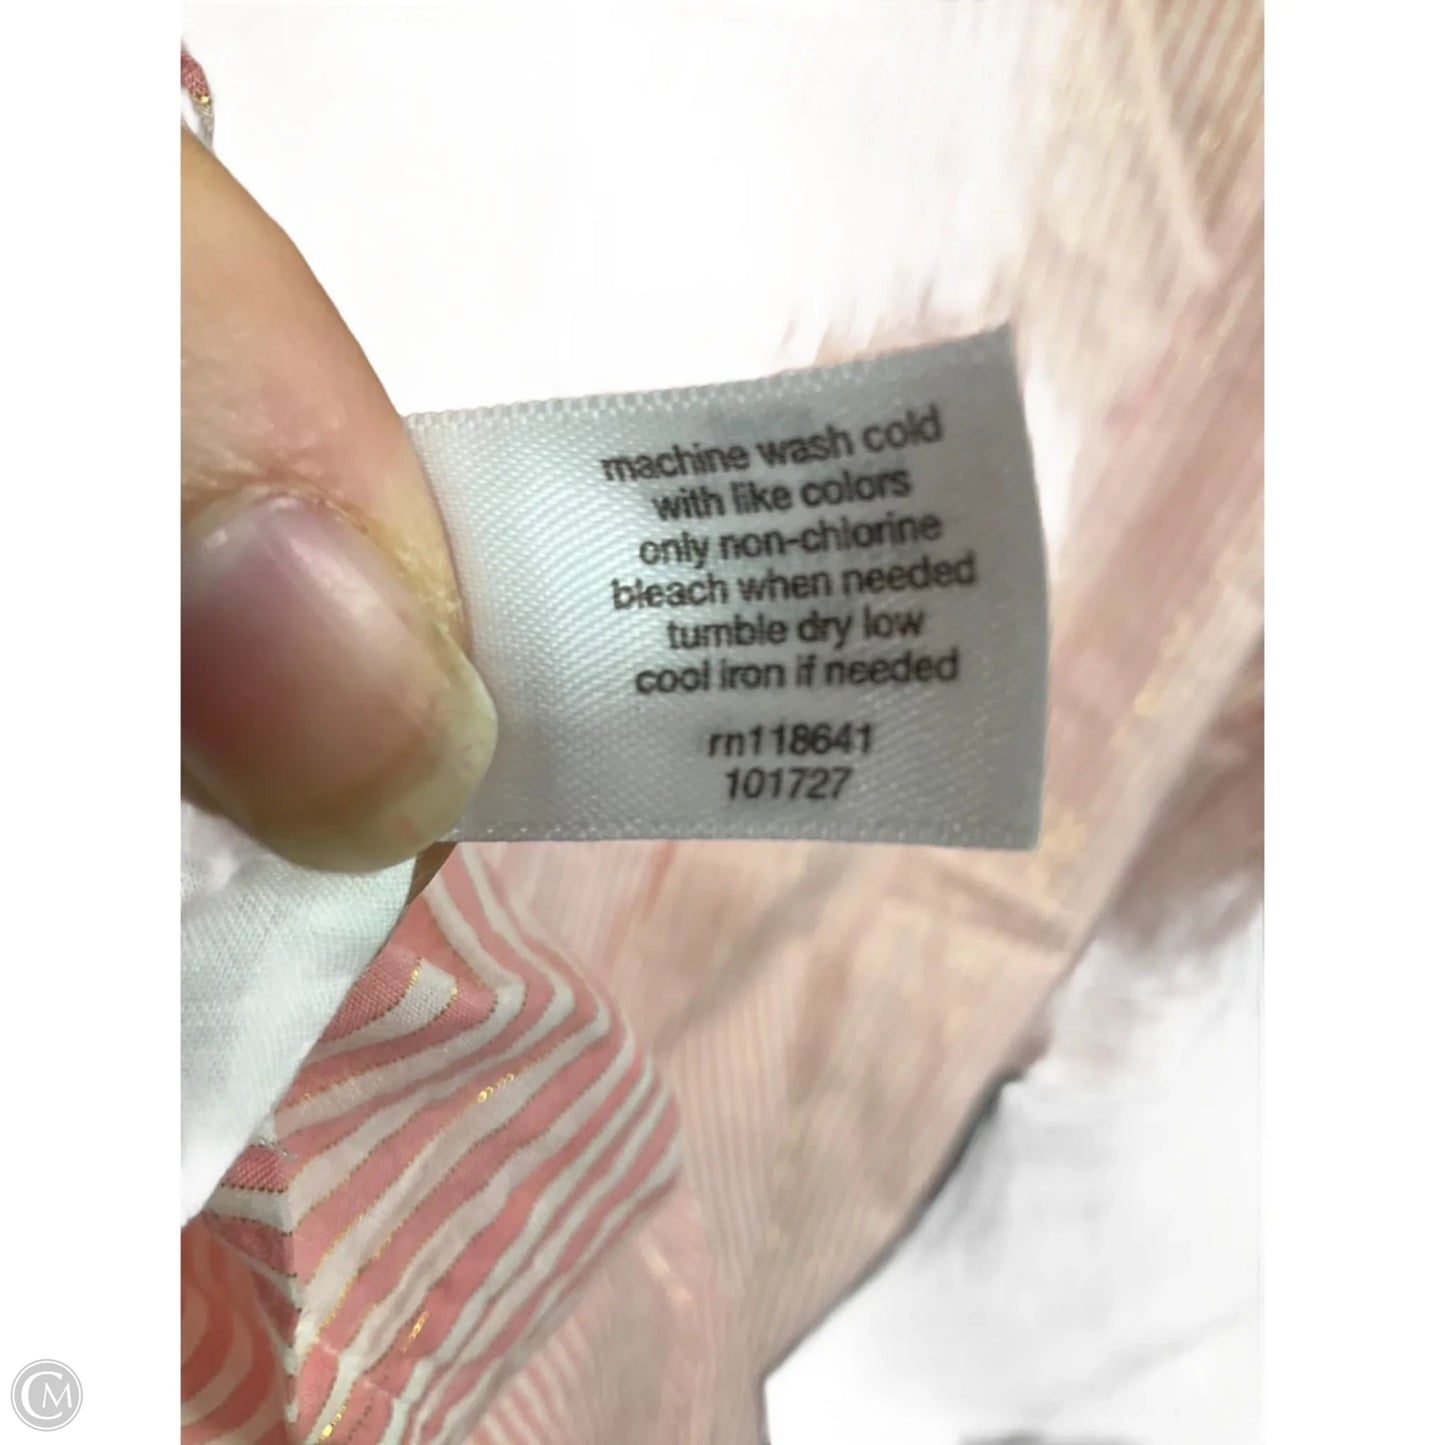 machine wash cold
with like colors
only non-chlorine
bleach when needed
tumble dry low
cool iron if needed
rn118641
101727
CM